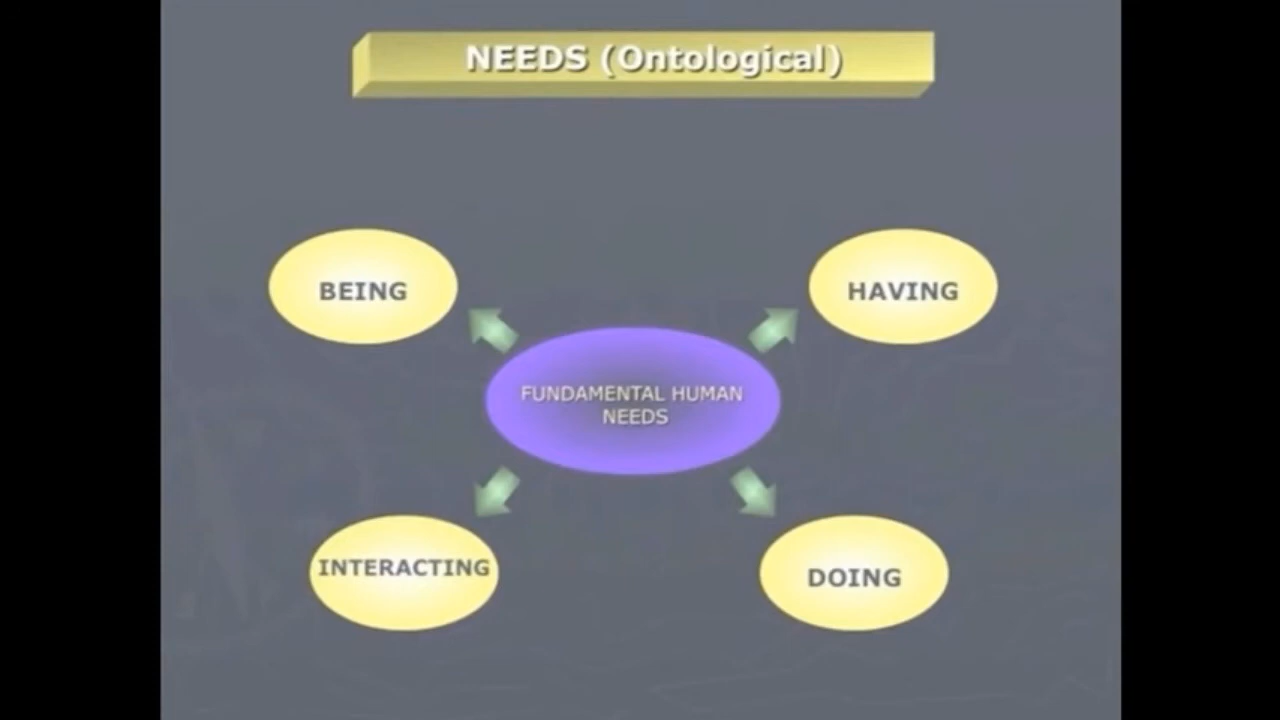 NEEDS (Ontological)
BEING
HAVING
FUNDAMENTAL HUMAN
NEEDS
INTERACTING
DOING